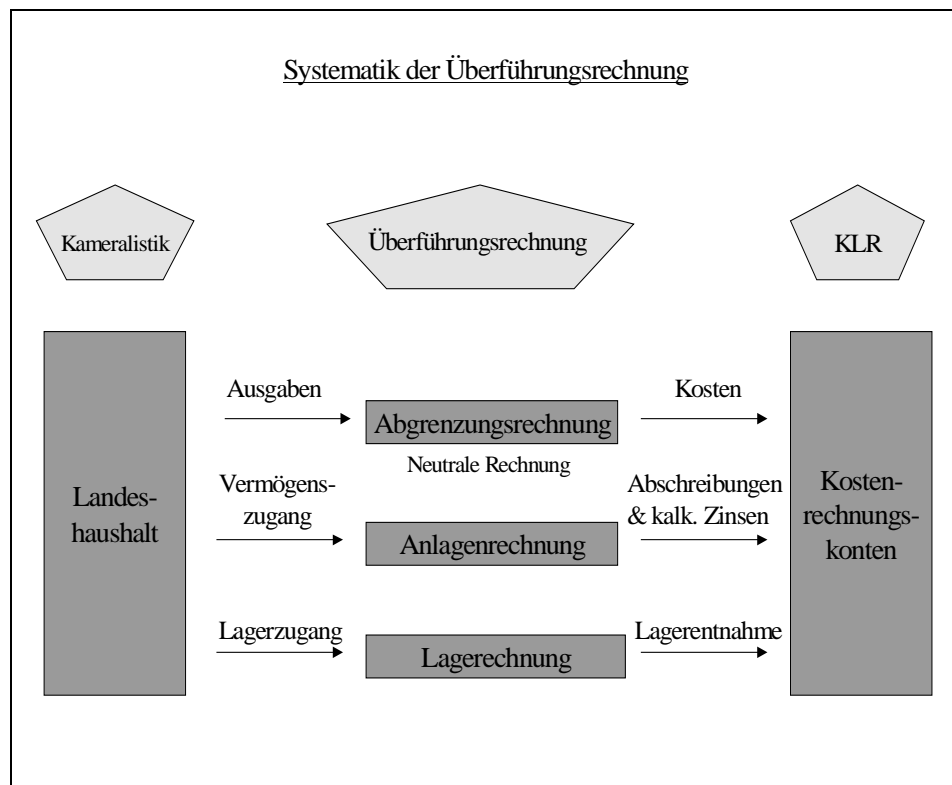 Systematik der Überführungsrechnung
Kameralistik
Überführungsrechnung
KLR
Ausgaben
Kosten
Abgrenzungsrechnung
Neutrale Rechnung
Landes-
haushalt
Vermögens-
zugang
Anlagenrechnung
Abschreibungen
& kalk. Zinsen
Kosten-
rechnungs-
konten
Lagerzugang
Lagerechnung
Lagerentnahme